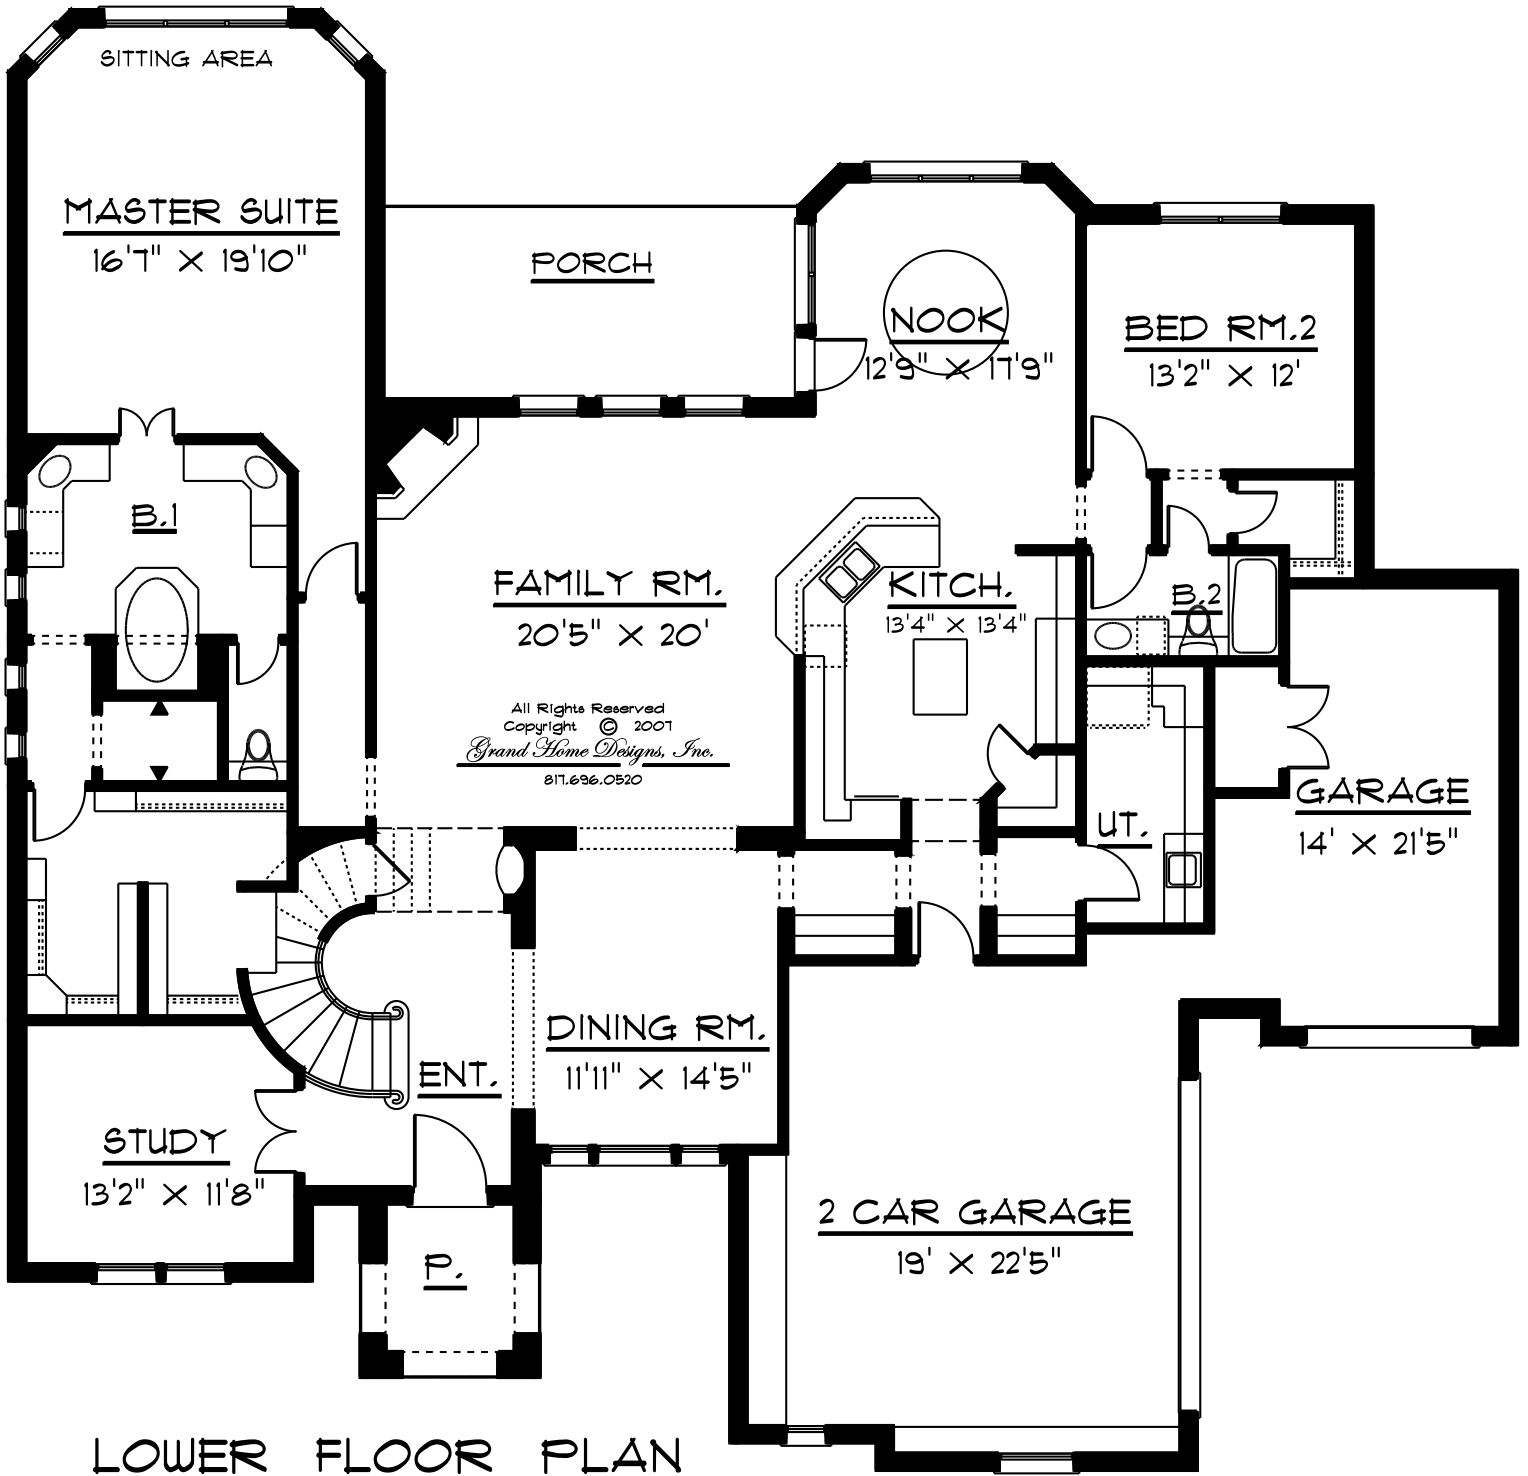 SITTING AREA
MASTER SUITE
16'7" X 19'10"
PORCH
NOOK
12'9" X 17'9"
BED RM.2
13'2" X 12'
B.1
FAMILY RM.
20'5" X 20'
KITCH.
13'4" X 13'4"
B.2
All Rights Reserved
Copyright © 2007
Grand Home Designs, Inc.
817.696.0520
UT.
GARAGE
14' X 21'5"
DINING RM.
11'11" X 14'5"
ENT.
STUDY
13'2" X 11'8"
2 CAR GARAGE
19' X 22'5"
P.
LOWER FLOOR PLAN